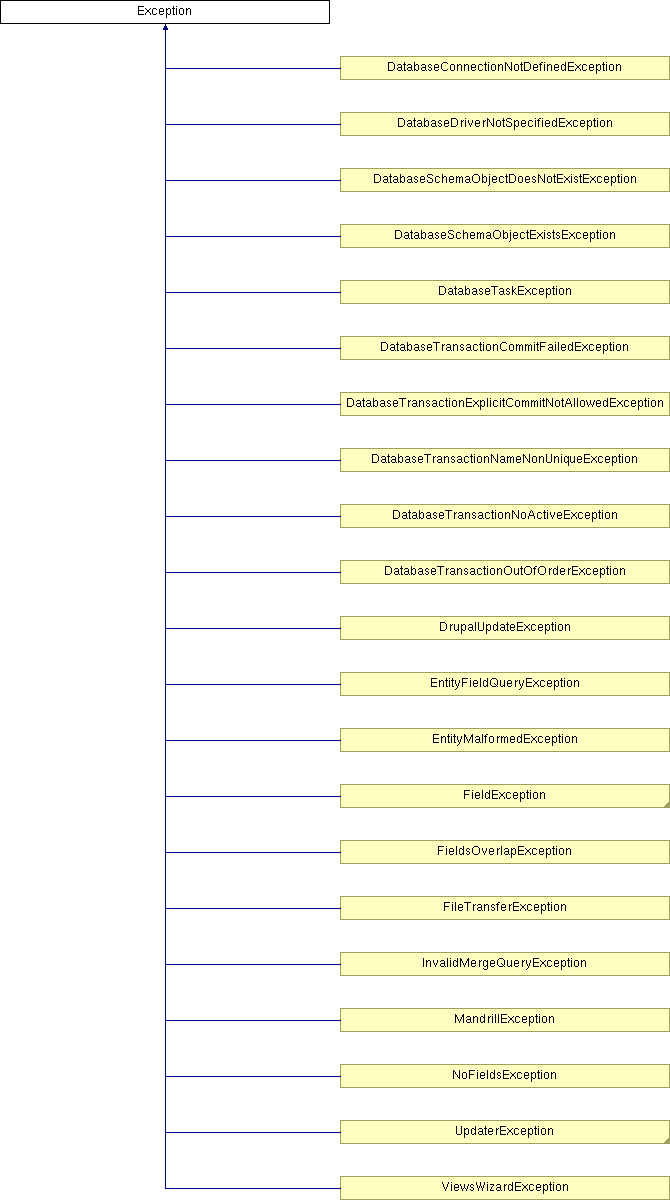 Exception
DatabaseConnectionNotDefinedException
DatabaseDriverNotSpecifiedException
DatabaseSchemaObjectDoesNotExistException
DatabaseSchemaObjectExistsException
DatabaseTaskException
DatabaseTransactionCommitFailedException
DatabaseTransactionExplicitCommitNotAllowedException
DatabaseTransactionNameNonUniqueException
DatabaseTransactionNoActiveException
DatabaseTransactionOutOfOrderException
DrupalUpdateException
EntityFieldQueryException
EntityMalformedException
FieldException
FieldsOverlapException
FileTransferException
InvalidMergeQueryException
MandrillException
NoFieldsException
UpdaterException
ViewsWizardException